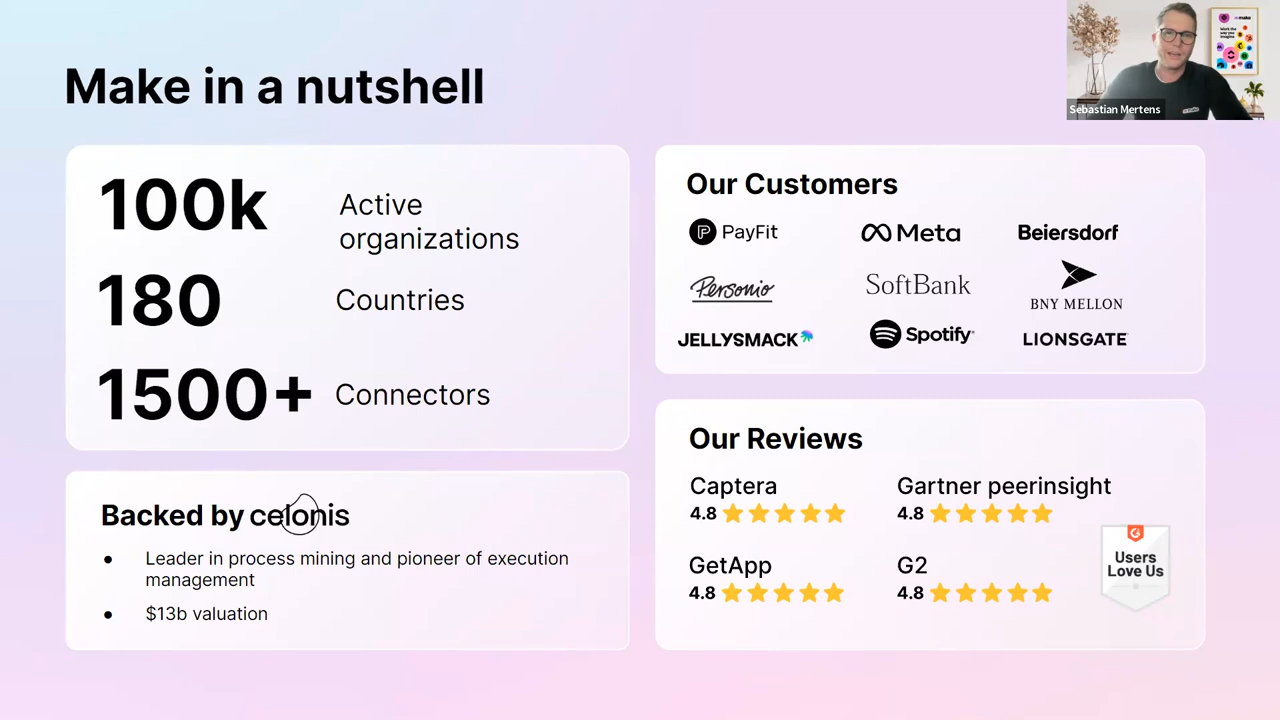 Make in a nutshell
Sebastian Mertens
make
100k
Active
organizations
180
Countries
1500+
Connectors
Backed by celonis
● Leader in process mining and pioneer of execution
management
● $13b valuation
Our Customers
PayFit
Meta
Beiersdorf
Personio
SoftBank
BNY MELLON
JELLYSMACK
Spotify
LIONSGATE
Our Reviews
Captera
4.8
Gartner peerinsight
4.8
GetApp
4.8
G2
4.8
Users
Love Us